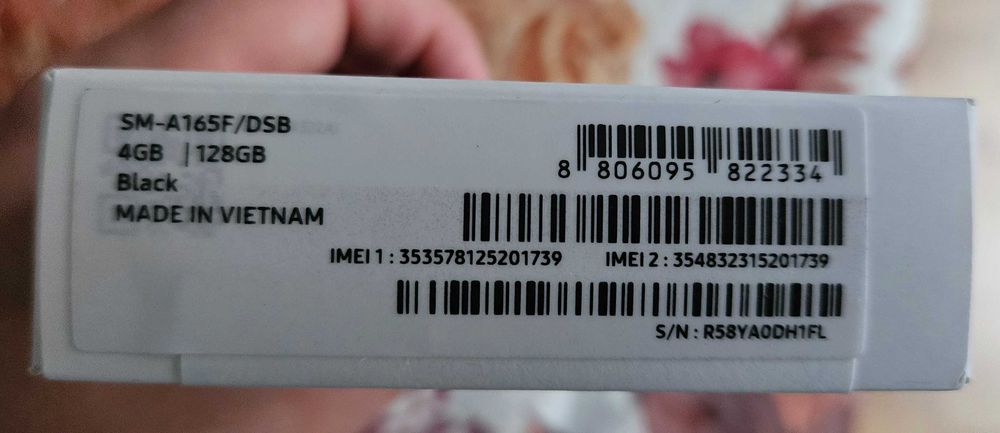 SM-A165F/DSB
4GB | 128GB
Black
MADE IN VIETNAM
8 806095 822334
IMEI 1 : 353578125201739 IMEI 2 : 354832315201739
S/N : R58YA0DH1FL